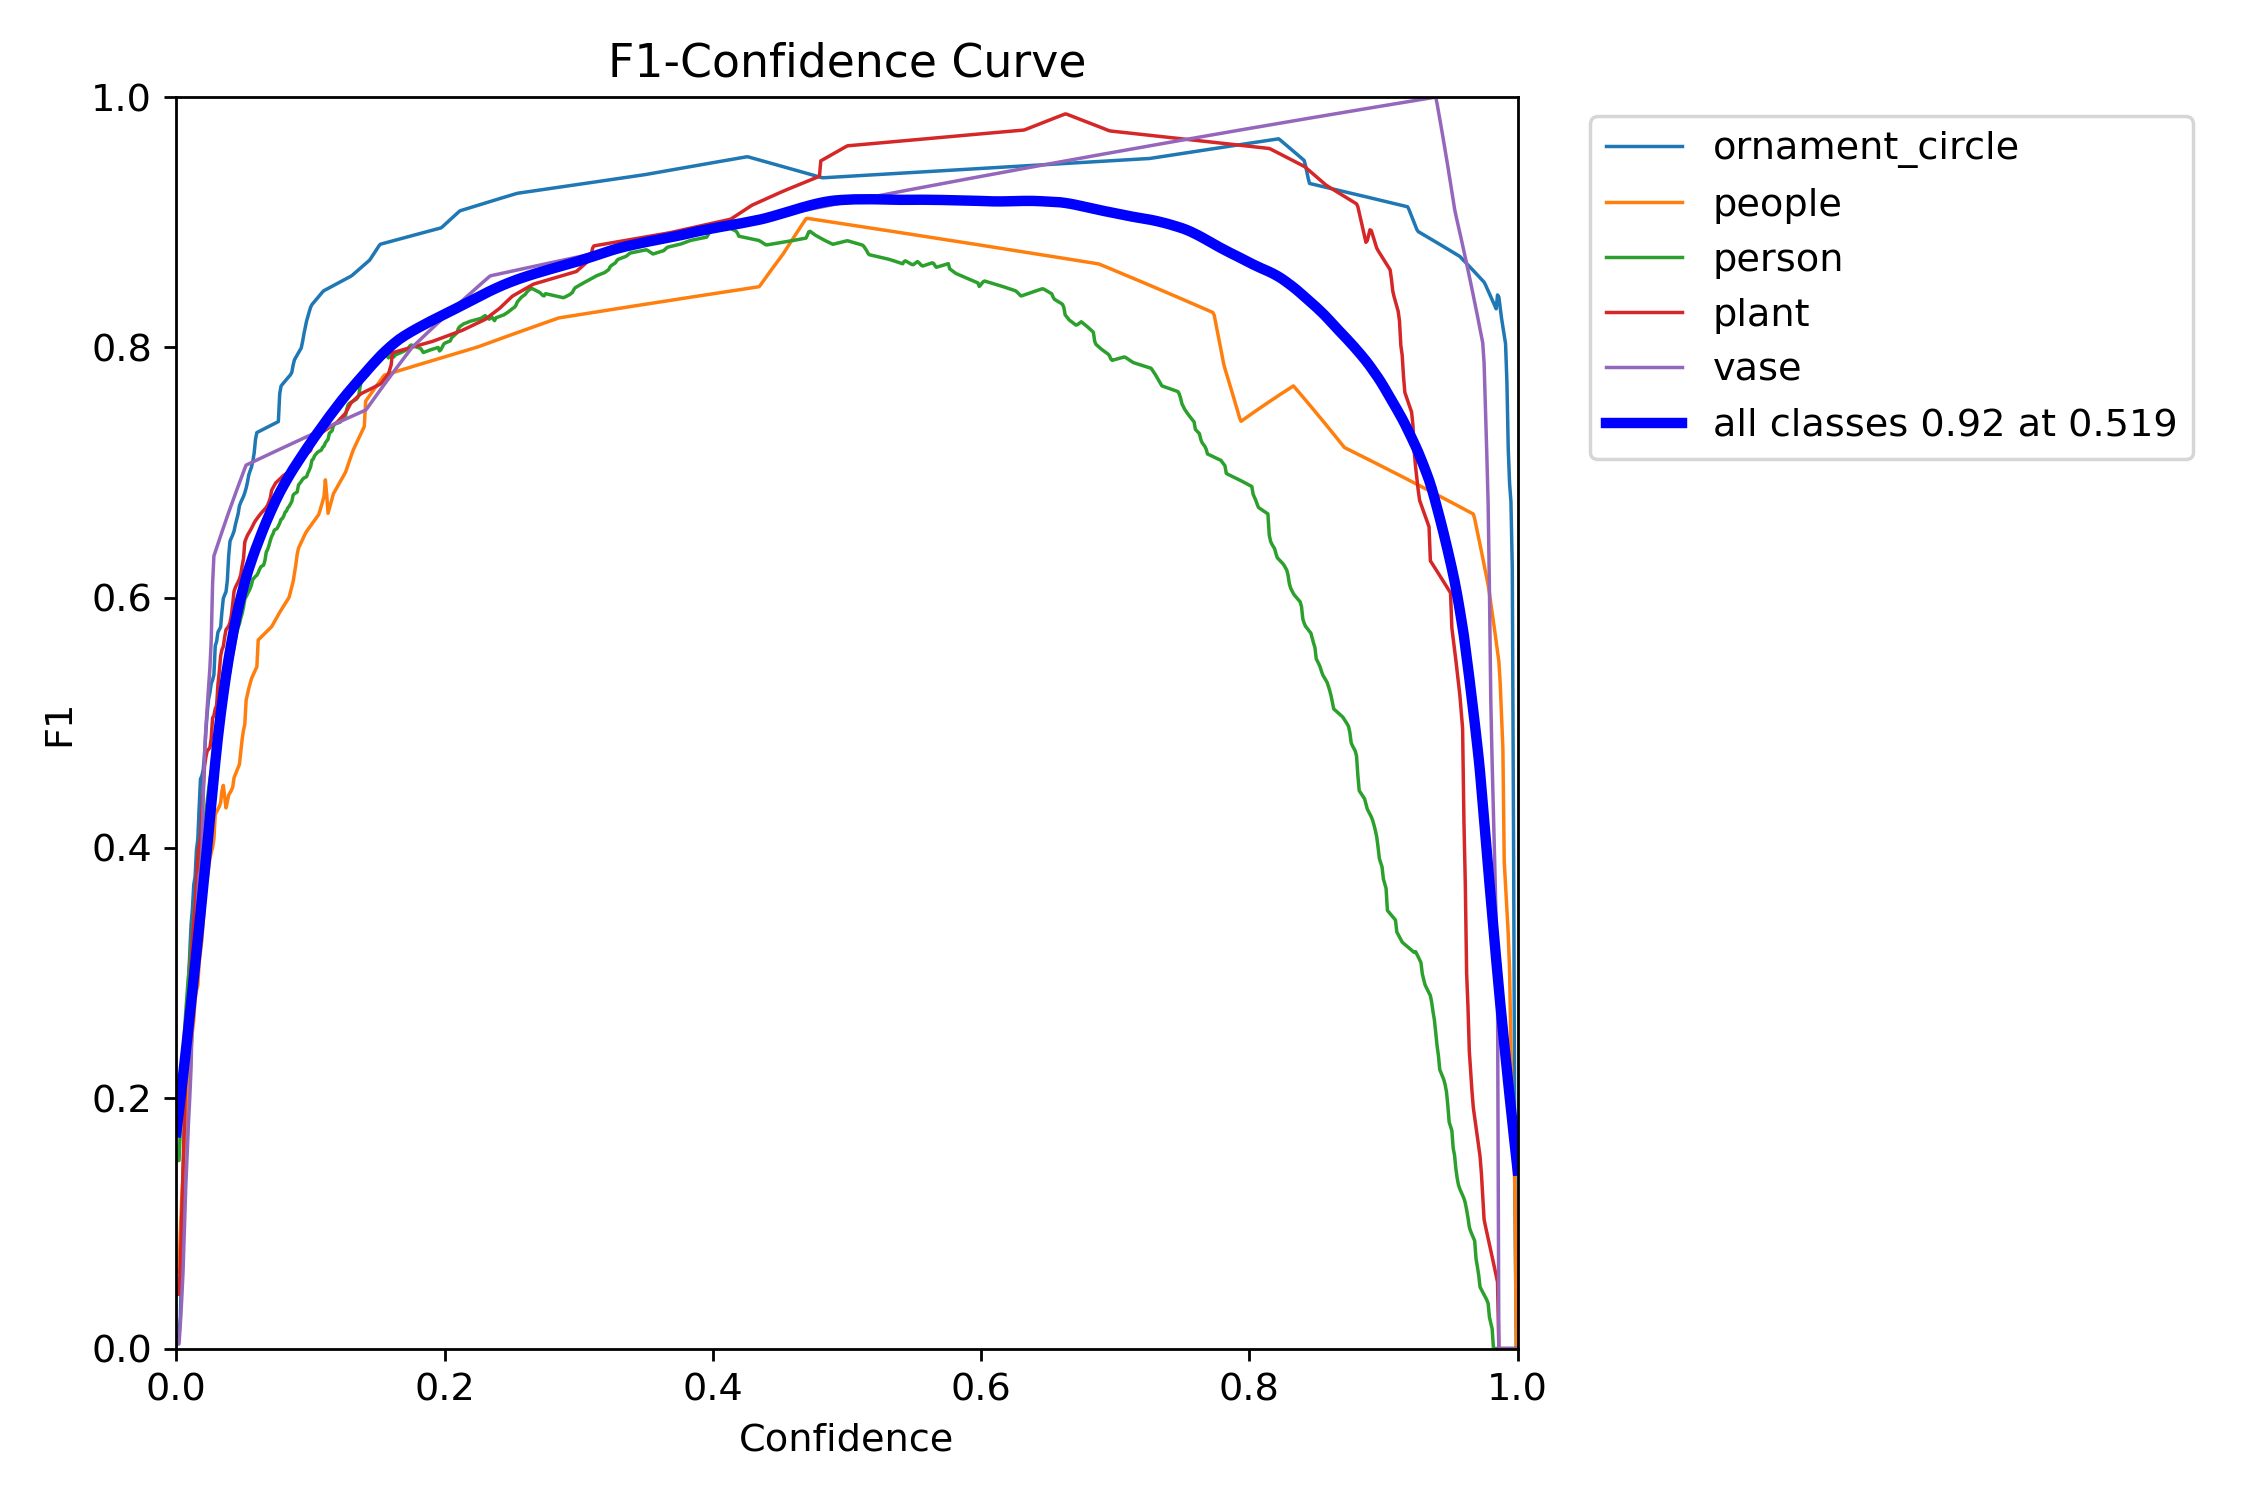 F1-Confidence Curve
1.0
0.8
0.6
0.4
0.2
0.0
F1
0.0 0.2 0.4 0.6 0.8 1.0
Confidence
ornament_circle
people
person
plant
vase
all classes 0.92 at 0.519